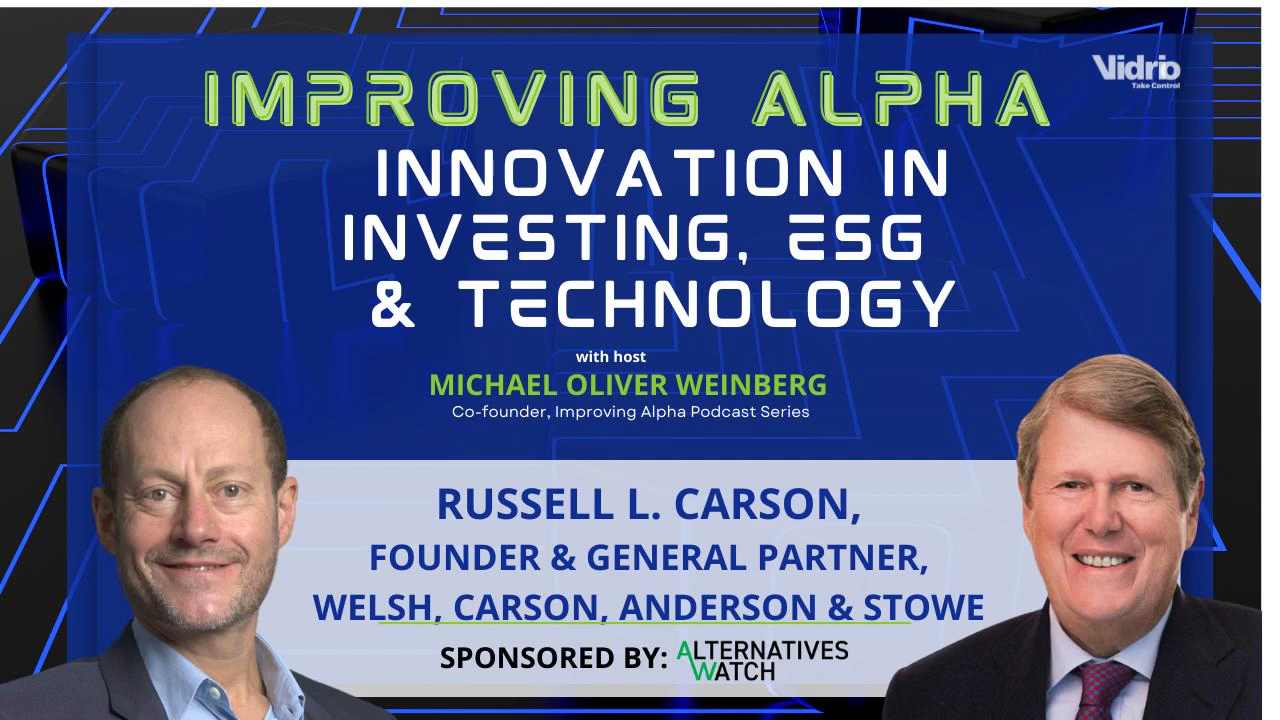 IMPROVING ALPHA
Vidrio
Take Control
INNOVATION IN
INVESTING, ESG
& TECHNOLOGY
with host
MICHAEL OLIVER WEINBERG
Co-founder, Improving Alpha Podcast Series
RUSSELL L. CARSON,
FOUNDER & GENERAL PARTNER,
WELSH, CARSON, ANDERSON & STOWE
SPONSORED BY: ALTERNATIVES
WATCH